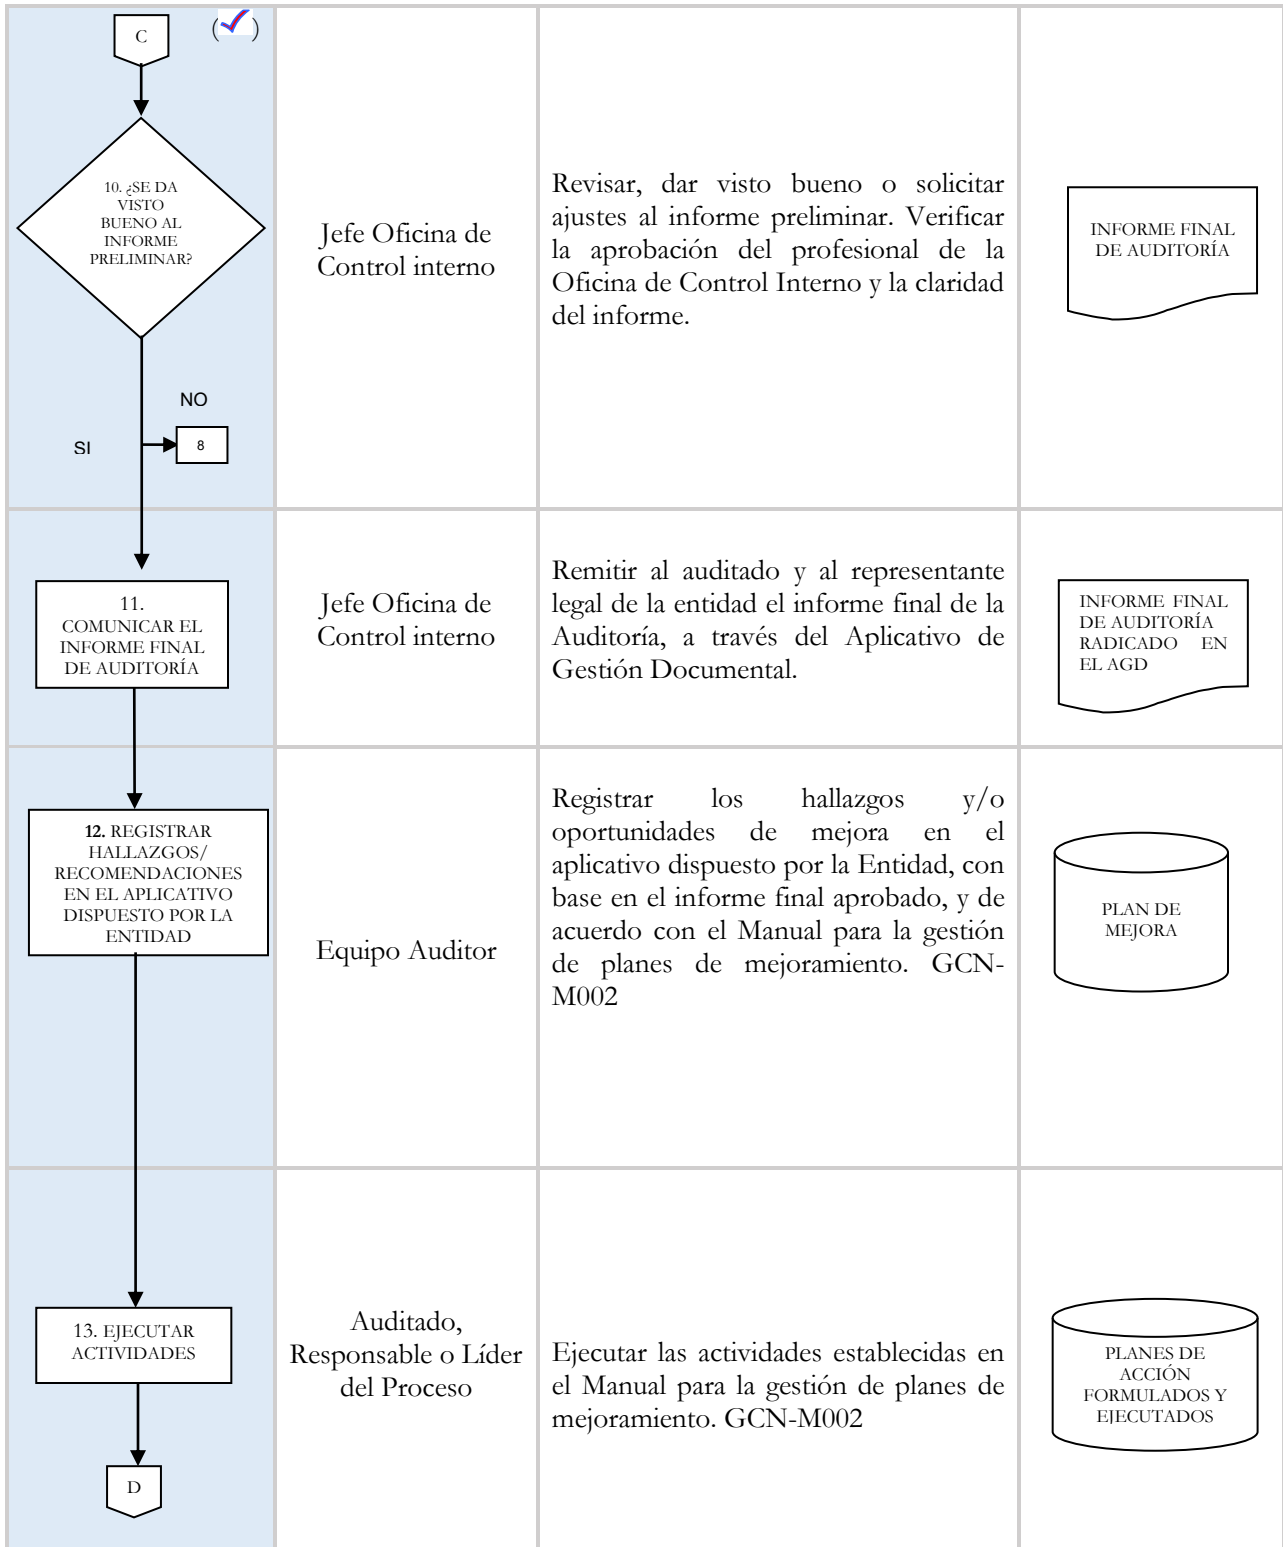 C
( )
10. ¿SE DA
VISTO
BUENO AL
INFORME
PRELIMINAR?
NO
SI
8
Jefe Oficina de
Control interno
Revisar, dar visto bueno o solicitar
ajustes al informe preliminar. Verificar
la aprobación del profesional de la
Oficina de Control Interno y la claridad
del informe.
INFORME FINAL
DE AUDITORÍA
11.
COMUNICAR EL
INFORME FINAL
DE AUDITORÍA
Jefe Oficina de
Control interno
Remitir al auditado y al representante
legal de la entidad el informe final de la
Auditoría, a través del Aplicativo de
Gestión Documental.
INFORME FINAL
DE AUDITORÍA
RADICADO EN
EL AGD
12. REGISTRAR
HALLAZGOS/
RECOMENDACIONES
EN EL APLICATIVO
DISPUESTO POR LA
ENTIDAD
Equipo Auditor
Registrar los hallazgos y/o
oportunidades de mejora en el
aplicativo dispuesto por la Entidad, con
base en el informe final aprobado, y de
acuerdo con el Manual para la gestión
de planes de mejoramiento. GCN-
M002
PLAN DE
MEJORA
13. EJECUTAR
ACTIVIDADES
Auditado,
Responsable o Líder
del Proceso
Ejecutar las actividades establecidas en
el Manual para la gestión de planes de
mejoramiento. GCN-M002
PLANES DE
ACCIÓN
FORMULADOS Y
EJECUTADOS
D